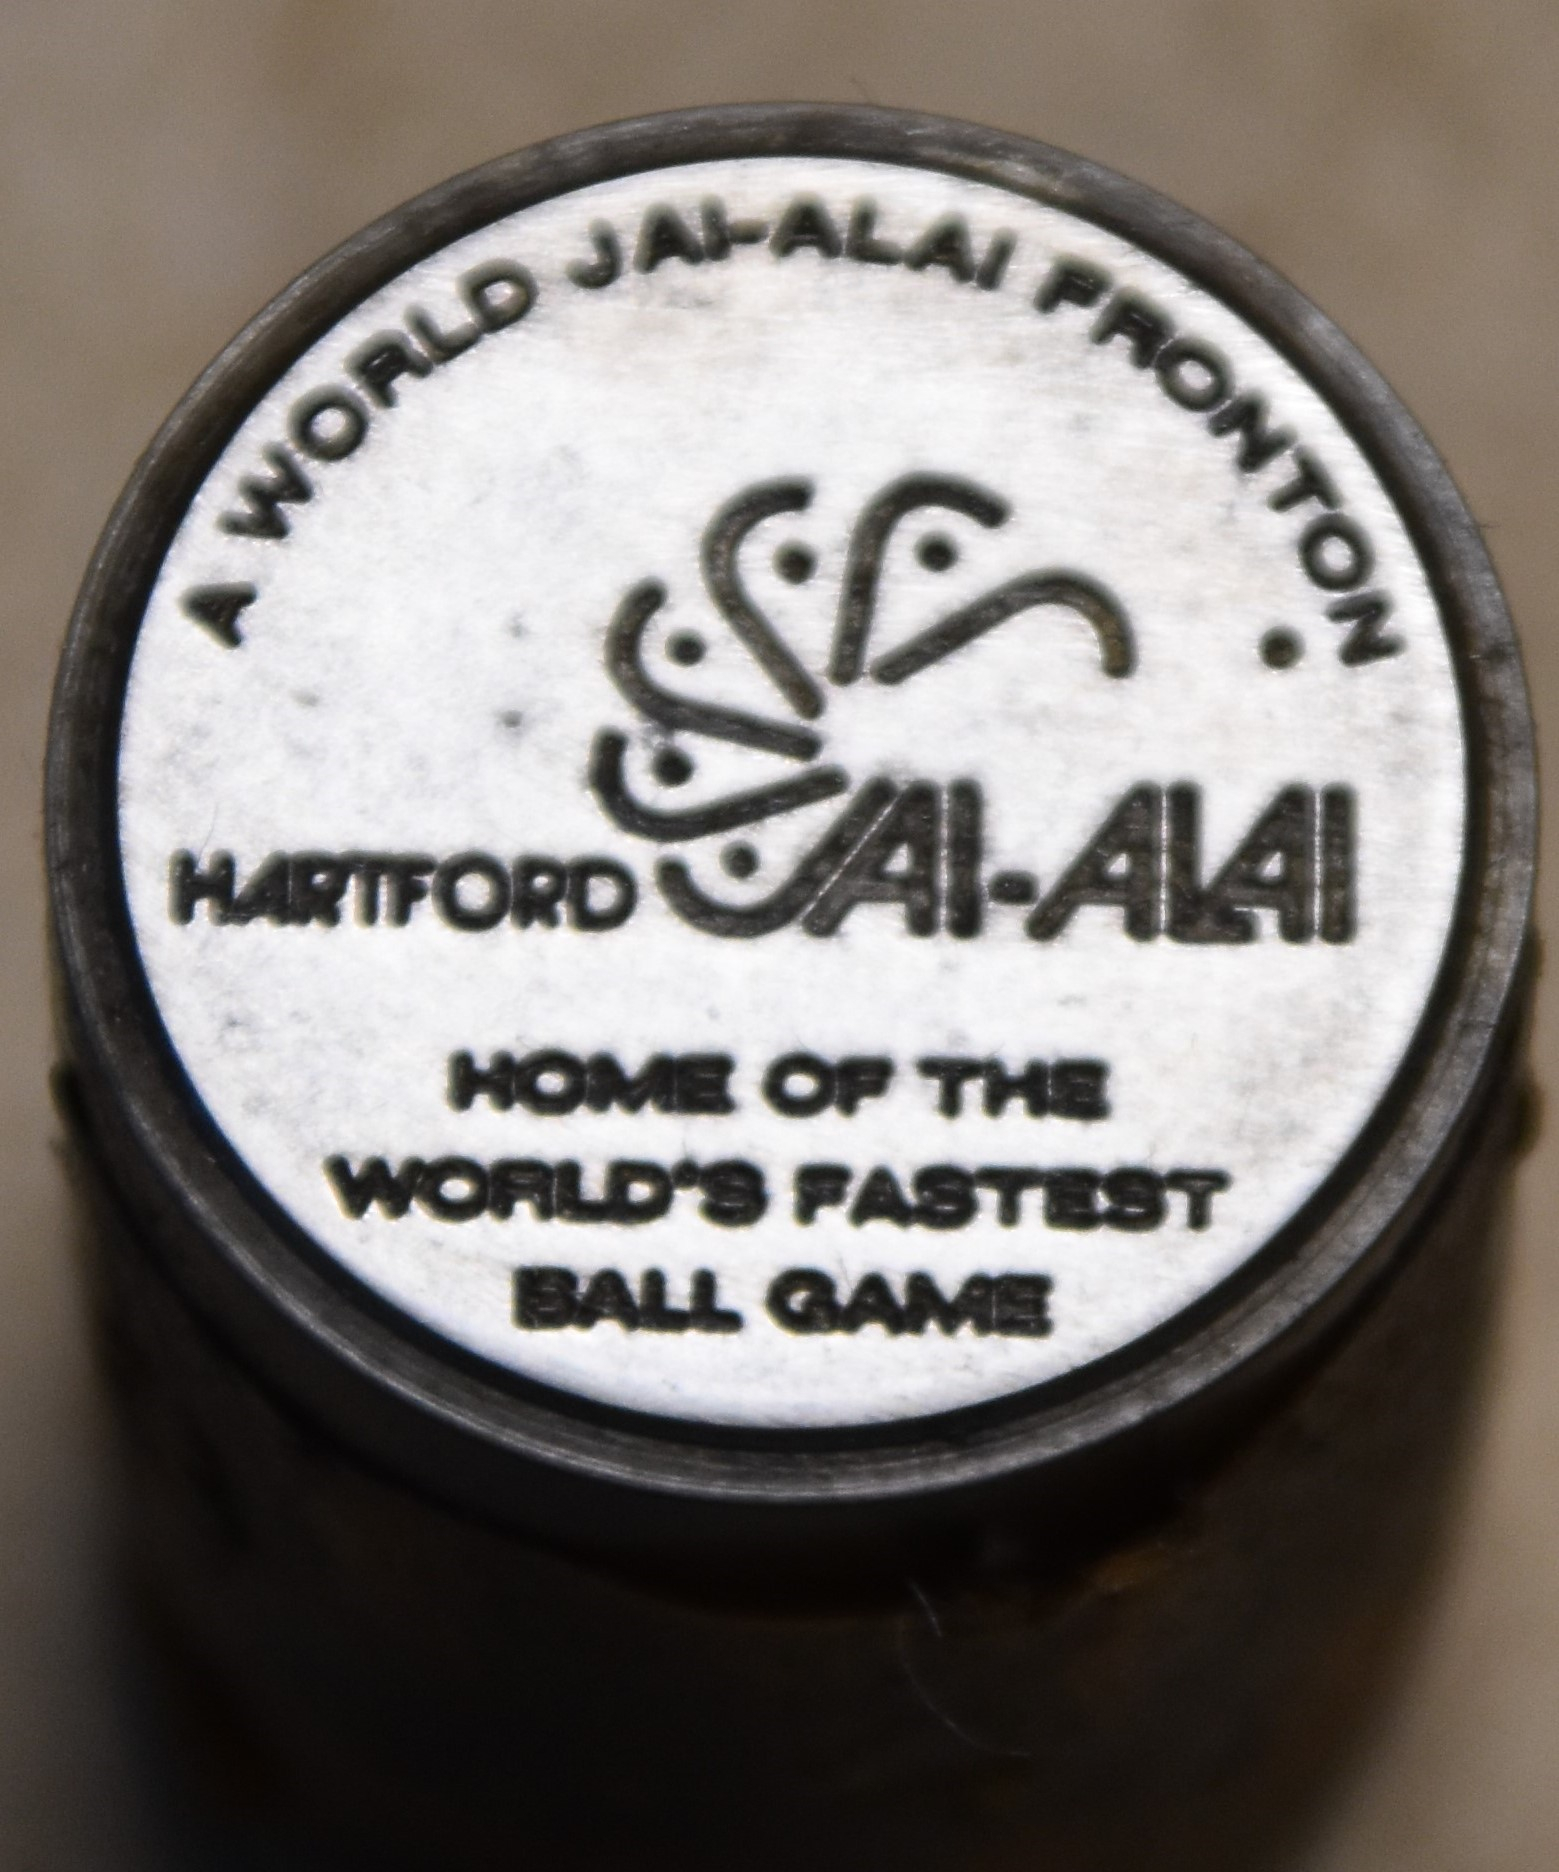 A WORLD JAI-ALAI FRONTON
HARTFORD JAI-ALAI
HOME OF THE
WORLD'S FASTEST
BALL GAME